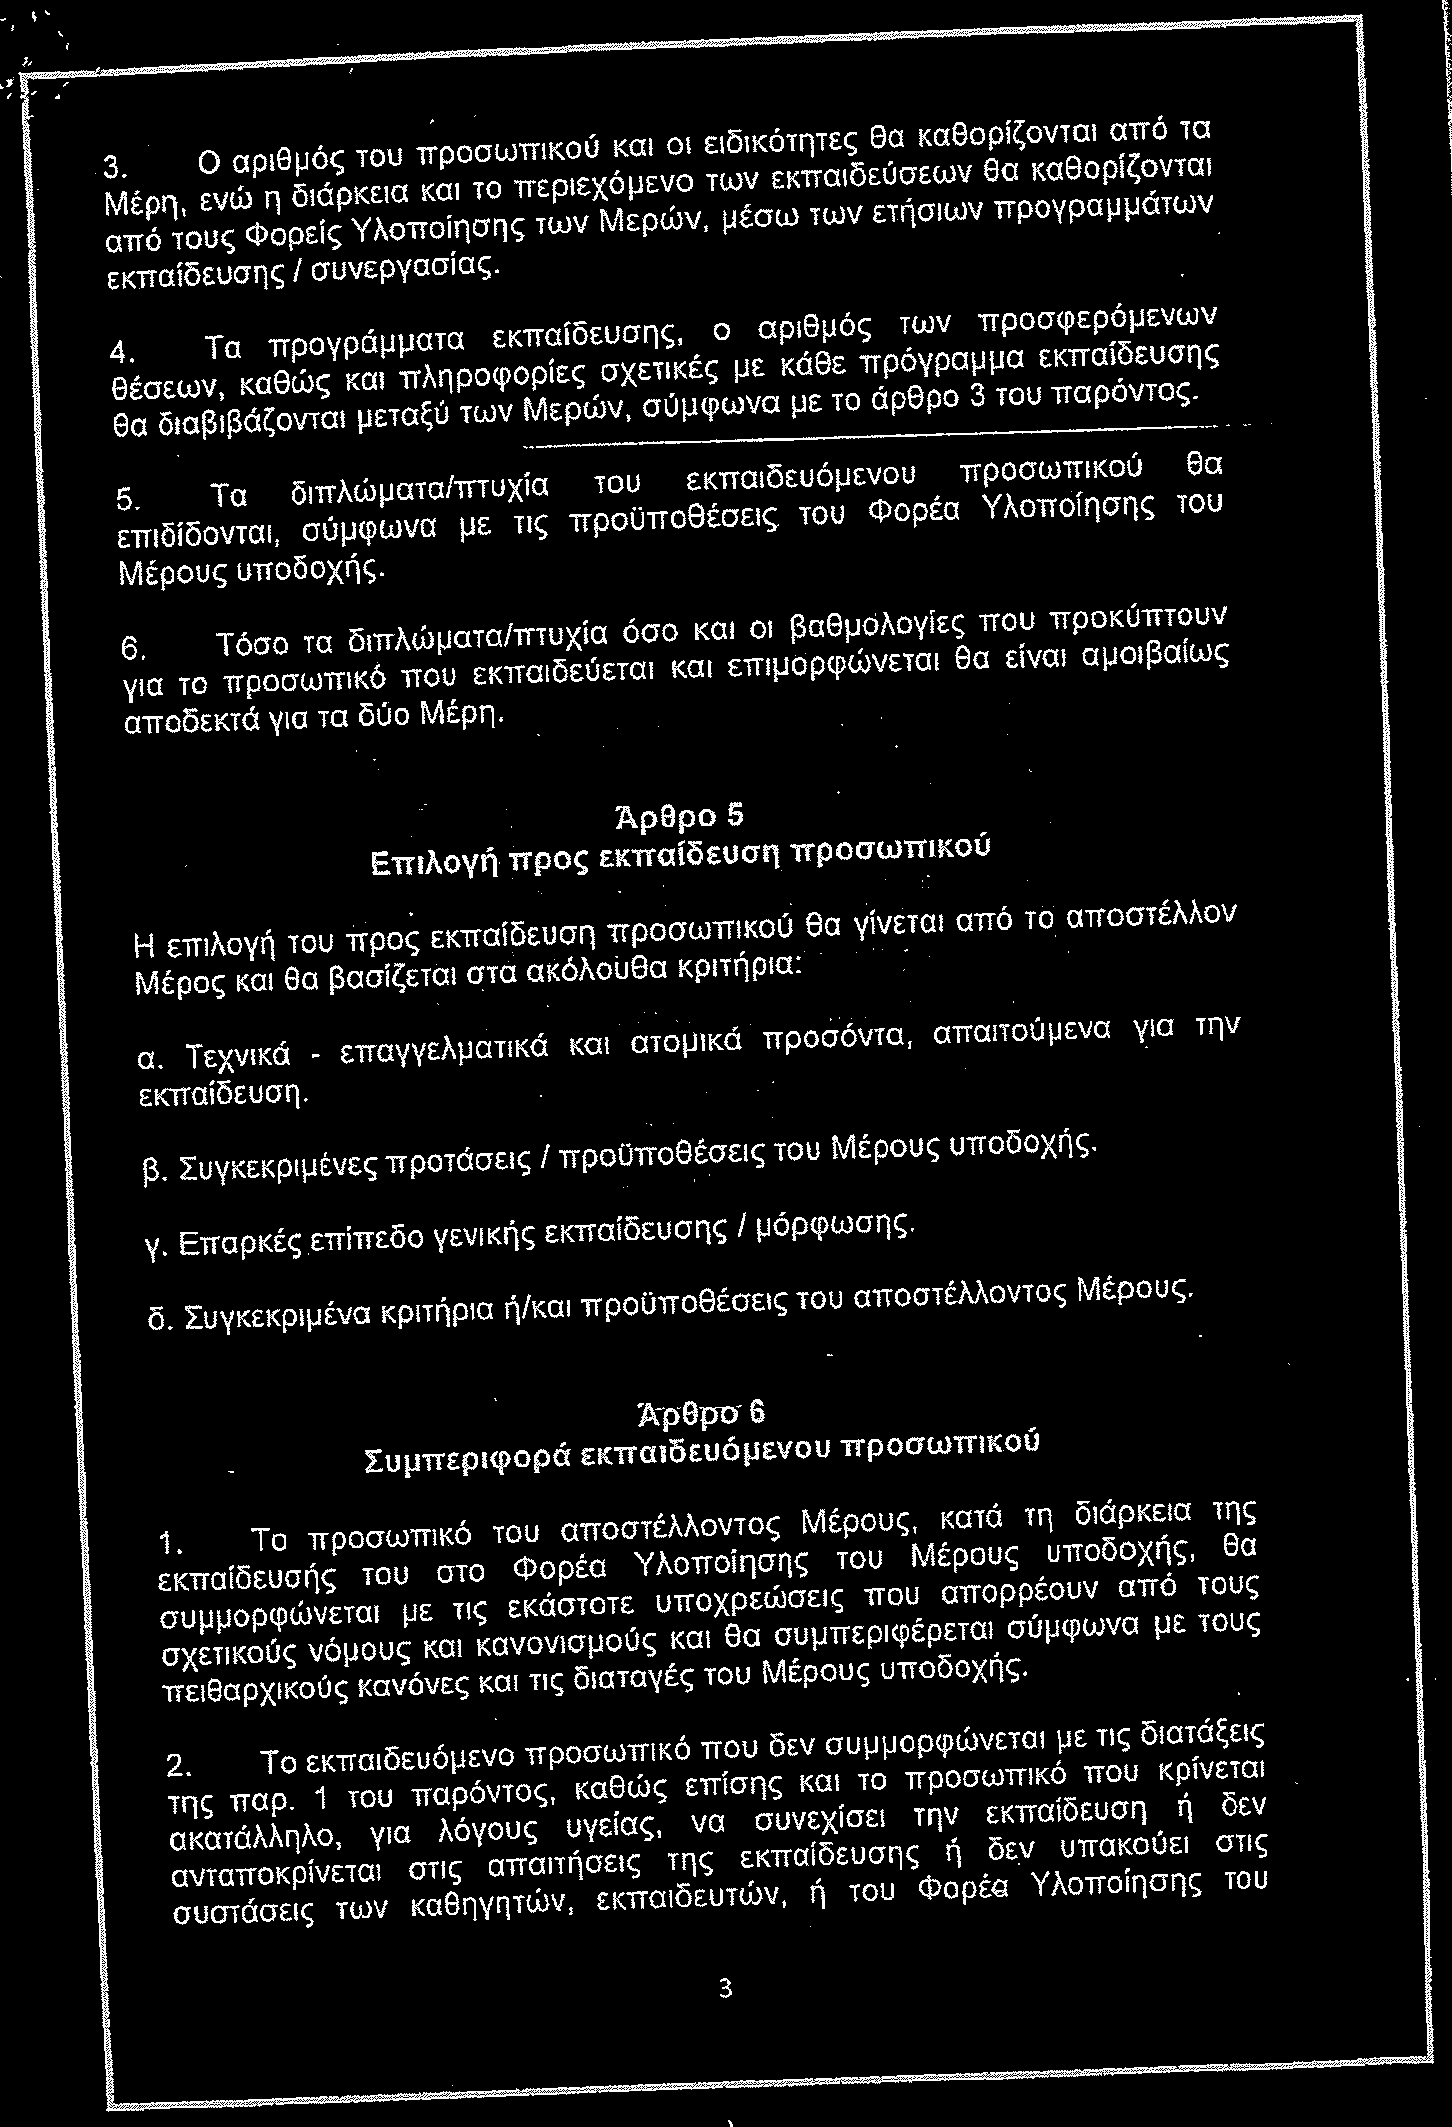 3. Ο αριθμός του προσωπικού και οι ειδικότητες θα καθορίζονται από τα
Μέρη, ενώ η διάρκεια και το περιεχόμενο των εκπαιδεύσεων θα καθορίζονται
από τους Φορείς Υλοποίησης των Μερών, μέσω των ετήσιων προγραμμάτων
εκπαίδευσης / συνεργασίας.
4. Τα προγράμματα εκπαίδευσης, ο αριθμός των προσφερόμενων
θέσεων, καθώς και πληροφορίες σχετικές με κάθε πρόγραμμα εκπαίδευσης
θα διαβιβάζονται μεταξύ των Μερών, σύμφωνα με το άρθρο 3 του παρόντος.
5. Τα διπλώματα/πτυχία του εκπαιδευόμενου προσωπικού θα
επιδίδονται, σύμφωνα με τις προϋποθέσεις του Φορέα Υλοποίησης του
Μέρους υποδοχής.
6. Τόσο τα διπλώματα/πτυχία όσο και οι βαθμολογίες που προκύπτουν
για το προσωπικό που εκπαιδεύεται και επιμορφώνεται θα είναι αμοιβαίως
αποδεκτά για τα δύο Μέρη.
Άρθρο 5
Επιλογή προς εκπαίδευση προσωπικού
Η επιλογή του προς εκπαίδευση προσωπικού θα γίνεται από το αποστέλλον
Μέρος και θα βασίζεται στα ακόλουθα κριτήρια:
α. Τεχνικά - επαγγελματικά και ατομικά προσόντα, απαιτούμενα για την
εκπαίδευση.
β. Συγκεκριμένες προτάσεις / προϋποθέσεις του Μέρους υποδοχής.
γ. Επαρκές επίπεδο γενικής εκπαίδευσης / μόρφωσης.
δ. Συγκεκριμένα κριτήρια ή/και προϋποθέσεις του αποστέλλοντος Μέρους.
Άρθρο 6
Συμπεριφορά εκπαιδευόμενου προσωπικού
1. Το προσωπικό του αποστέλλοντος Μέρους, κατά τη διάρκεια της
εκπαίδευσής του στο Φορέα Υλοποίησης του Μέρους υποδοχής, θα
συμμορφώνεται με τις εκάστοτε υποχρεώσεις που απορρέουν από τους
σχετικούς νόμους και κανονισμούς και θα συμπεριφέρεται σύμφωνα με τους
πειθαρχικούς κανόνες και τις διαταγές του Μέρους υποδοχής.
2. Το εκπαιδευόμενο προσωπικό που δεν συμμορφώνεται με τις διατάξεις
της παρ. 1 του παρόντος, καθώς επίσης και το προσωπικό που κρίνεται
ακατάλληλο, για λόγους υγείας, να συνεχίσει την εκπαίδευση ή δεν
ανταποκρίνεται στις απαιτήσεις της εκπαίδευσης ή δεν υπακούει στις
συστάσεις των καθηγητών, εκπαιδευτών, ή του Φορέα Υλοποίησης του
3